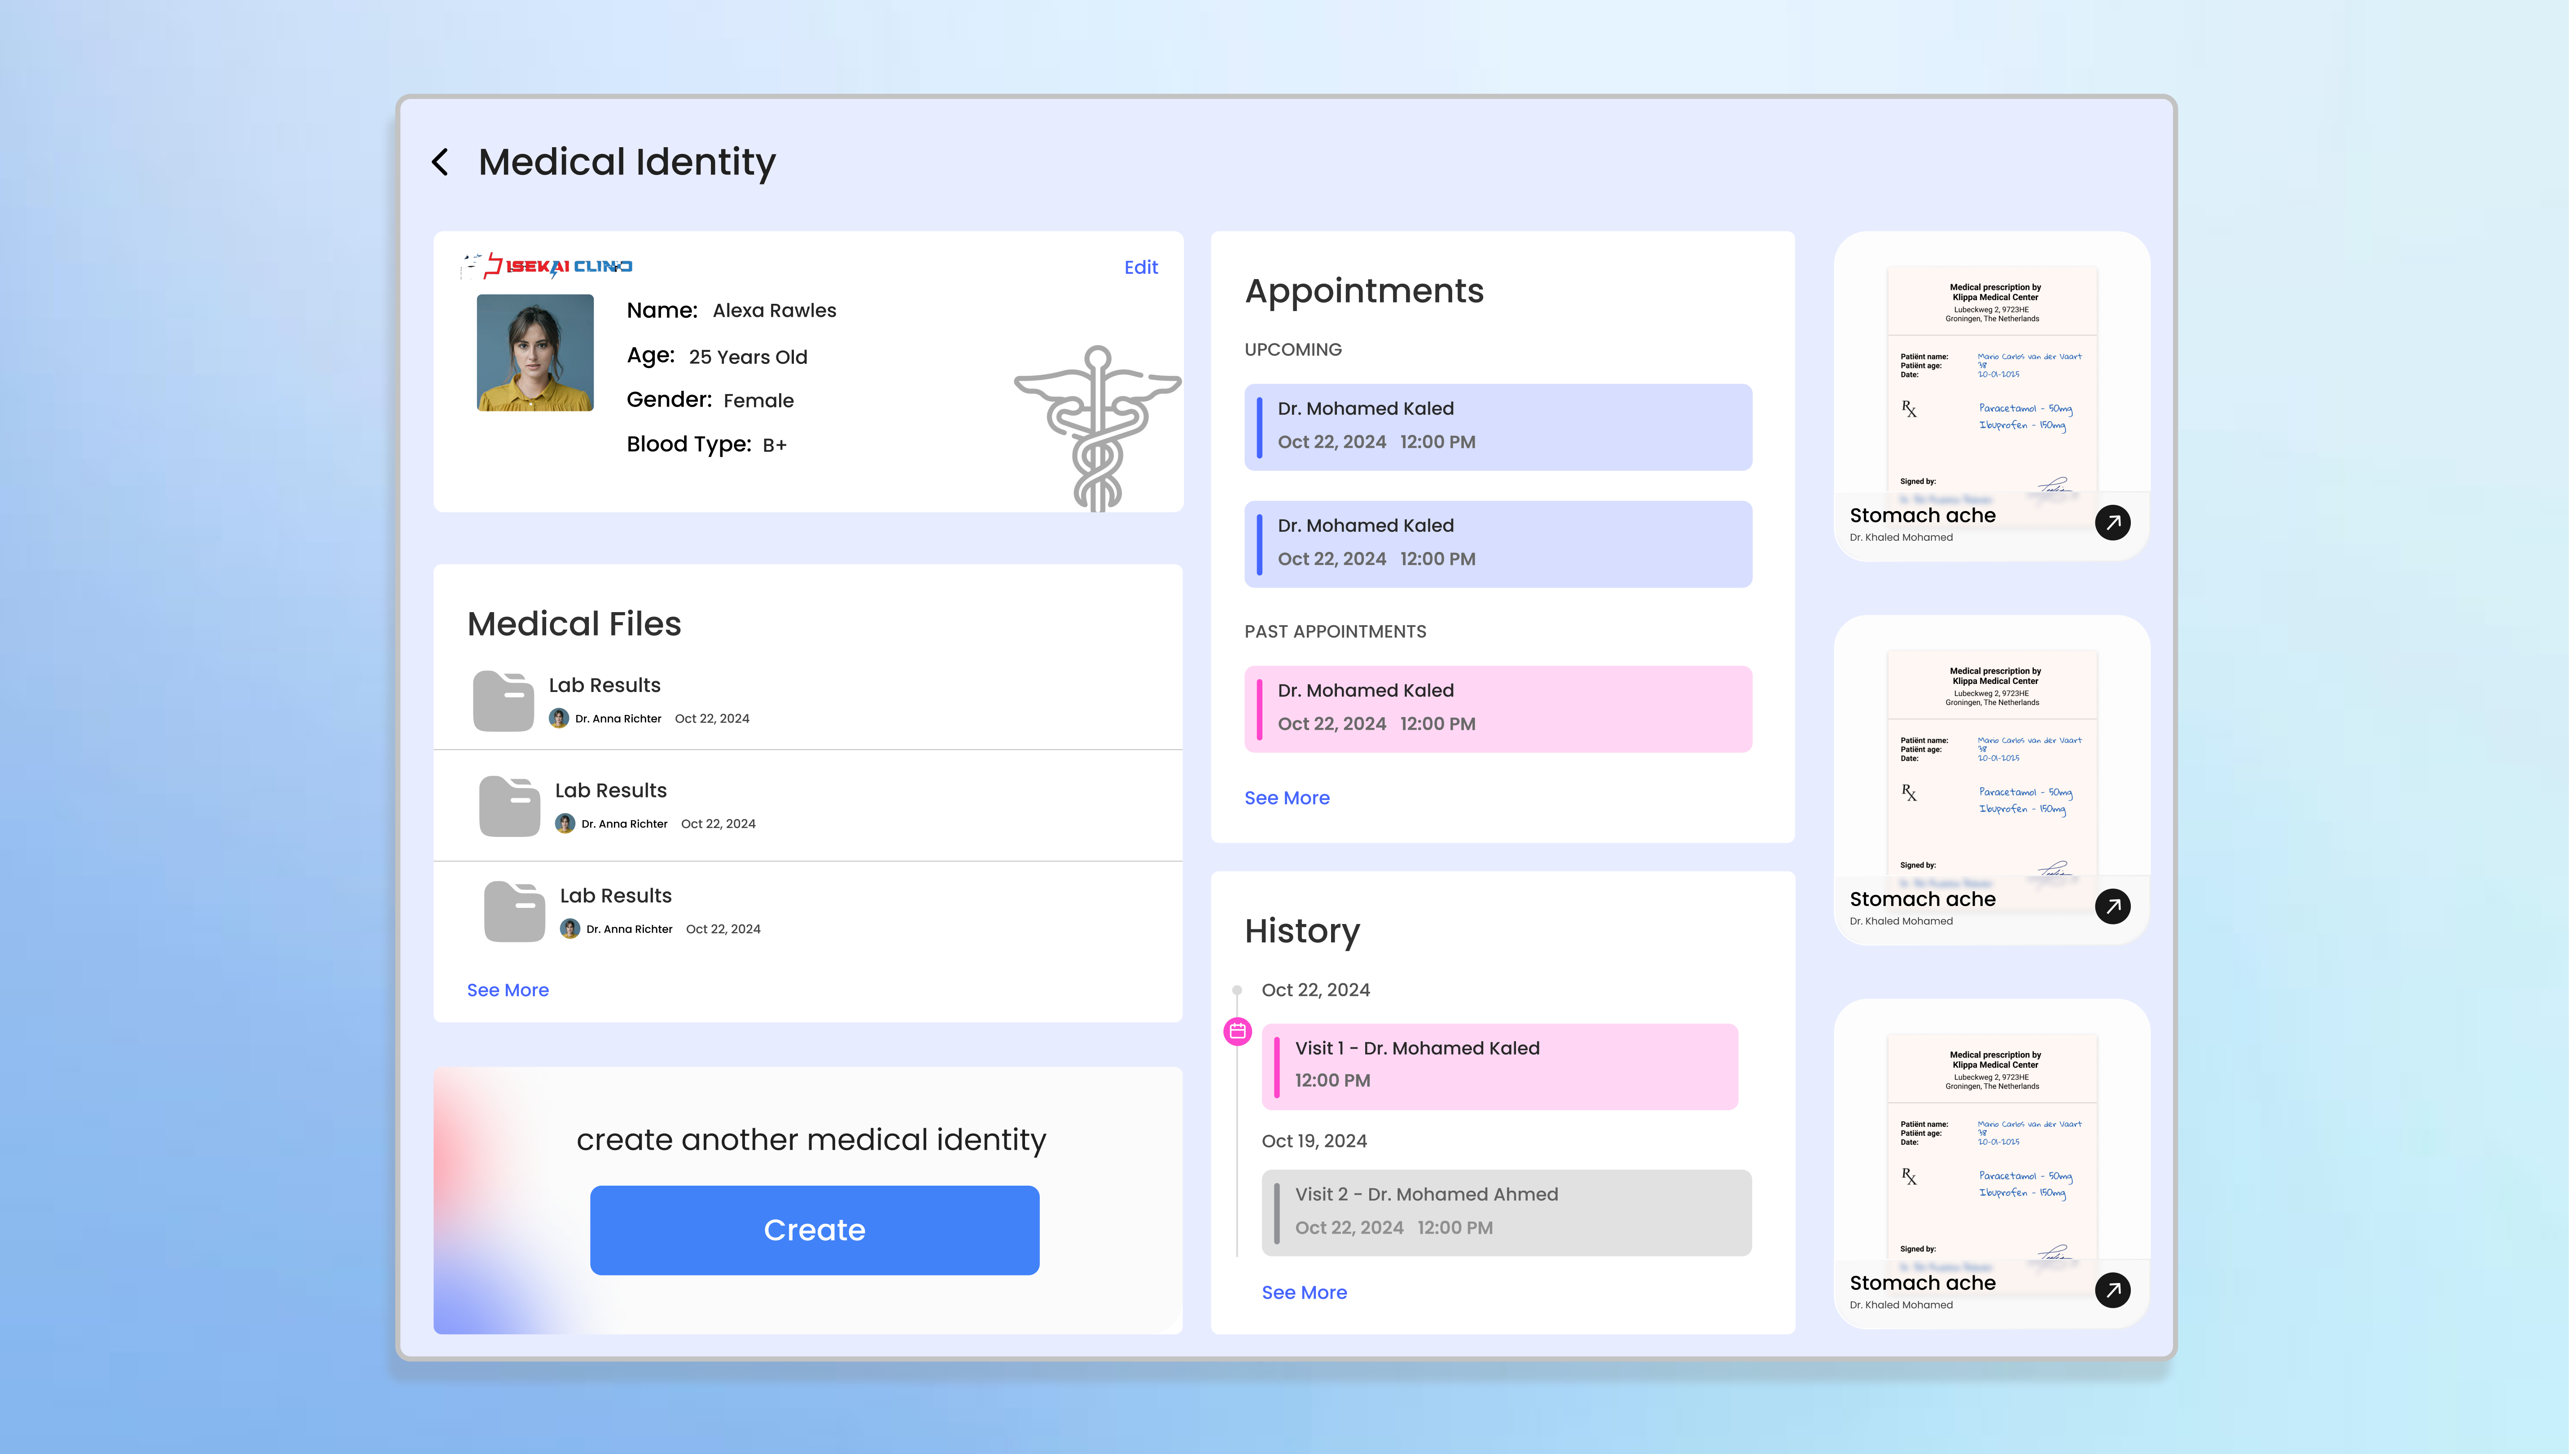 Medical Identity
ISEKAI CLINIC
Edit
Name: Alexa Rawles
Age: 25 Years Old
Gender: Female
Blood Type: B+
Medical Files
Lab Results
Dr. Anna Richter Oct 22, 2024
Lab Results
Dr. Anna Richter Oct 22, 2024
Lab Results
Dr. Anna Richter Oct 22, 2024
See More
create another medical identity
Create
Appointments
UPCOMING
Dr. Mohamed Kaled
Oct 22, 2024 12:00 PM
Dr. Mohamed Kaled
Oct 22, 2024 12:00 PM
PAST APPOINTMENTS
Dr. Mohamed Kaled
Oct 22, 2024 12:00 PM
See More
History
Oct 22, 2024
Visit 1 - Dr. Mohamed Kaled
12:00 PM
Oct 19, 2024
Visit 2 - Dr. Mohamed Ahmed
Oct 22, 2024 12:00 PM
See More
Medical prescription by
Klippa Medical Center
Lubeckweg 2, 9723HE
Groningen, The Netherlands
Patiënt name: Mario Carlos van der Vaart
Patiënt age: 38
Date: 20-01-2025
Rx
Paracetamol - 50mg
Ibuprofen - 150mg
Signed by:
Stomach ache
Dr. Khaled Mohamed
Medical prescription by
Klippa Medical Center
Lubeckweg 2, 9723HE
Groningen, The Netherlands
Patiënt name: Mario Carlos van der Vaart
Patiënt age: 38
Date: 20-01-2025
Rx
Paracetamol - 50mg
Ibuprofen - 150mg
Signed by:
Stomach ache
Dr. Khaled Mohamed
Medical prescription by
Klippa Medical Center
Lubeckweg 2, 9723HE
Groningen, The Netherlands
Patiënt name: Mario Carlos van der Vaart
Patiënt age: 38
Date: 20-01-2025
Rx
Paracetamol - 50mg
Ibuprofen - 150mg
Signed by:
Stomach ache
Dr. Khaled Mohamed